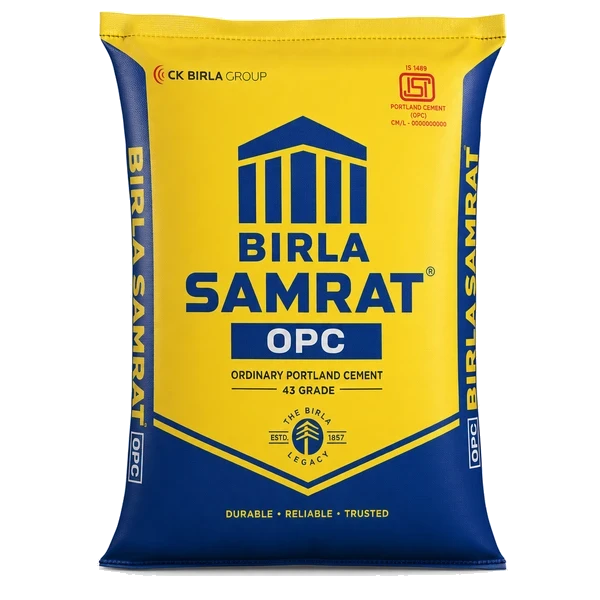 CK BIRLA GROUP
IS 1489
ISI
PORTLAND CEMENT
(OPC)
CM/L - 0000000000
BIRLA
SAMRAT®
OPC
ORDINARY PORTLAND CEMENT
43 GRADE
THE BIRLA
ESTD. 1857
LEGACY
DURABLE • RELIABLE • TRUSTED
BIRLA SAMRAT
OPC
BIRLA SAMRAT
OPC